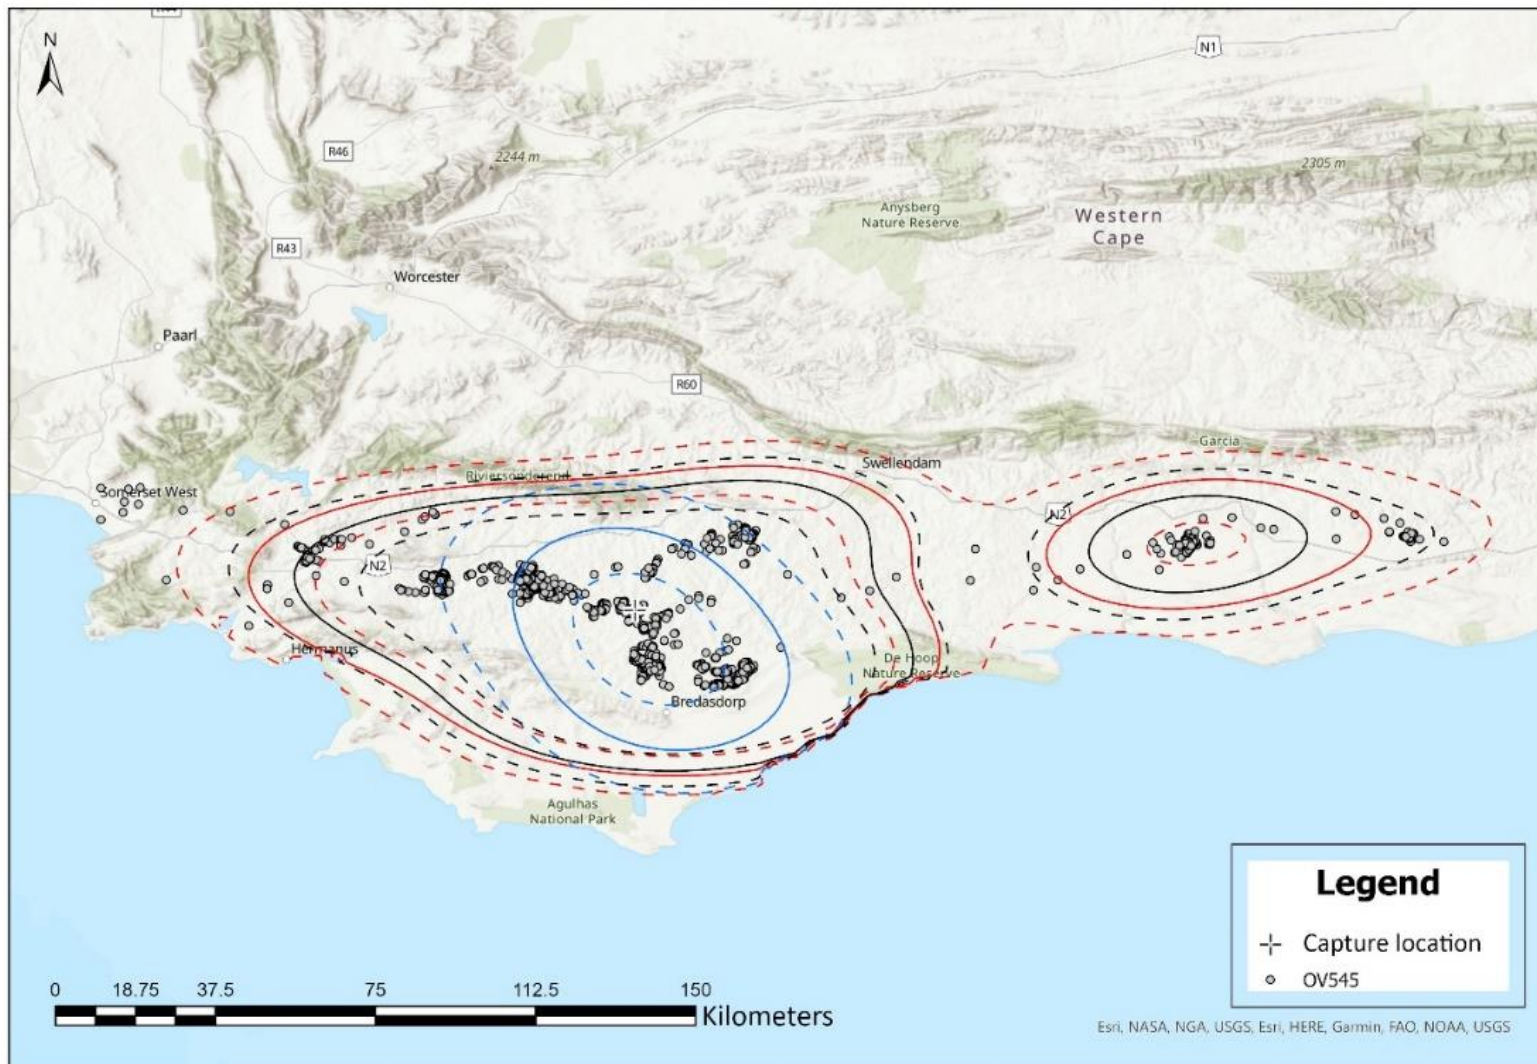 R44
N
N1
R46
2244 m
2305 m
Anysberg
Nature Reserve
Western
Cape
R43
Worcester
Paarl
R60
Garcia
Swellendam
Riviersonderend
Somerset West
N2
N2
Hermanus
De Hoop
Nature Reserve
Bredasdorp
Agulhas
National Park
Legend
Capture location
OV545
0 18.75 37.5 75 112.5 150
Kilometers
Esri, NASA, NGA, USGS, Esri, HERE, Garmin, FAO, NOAA, USGS